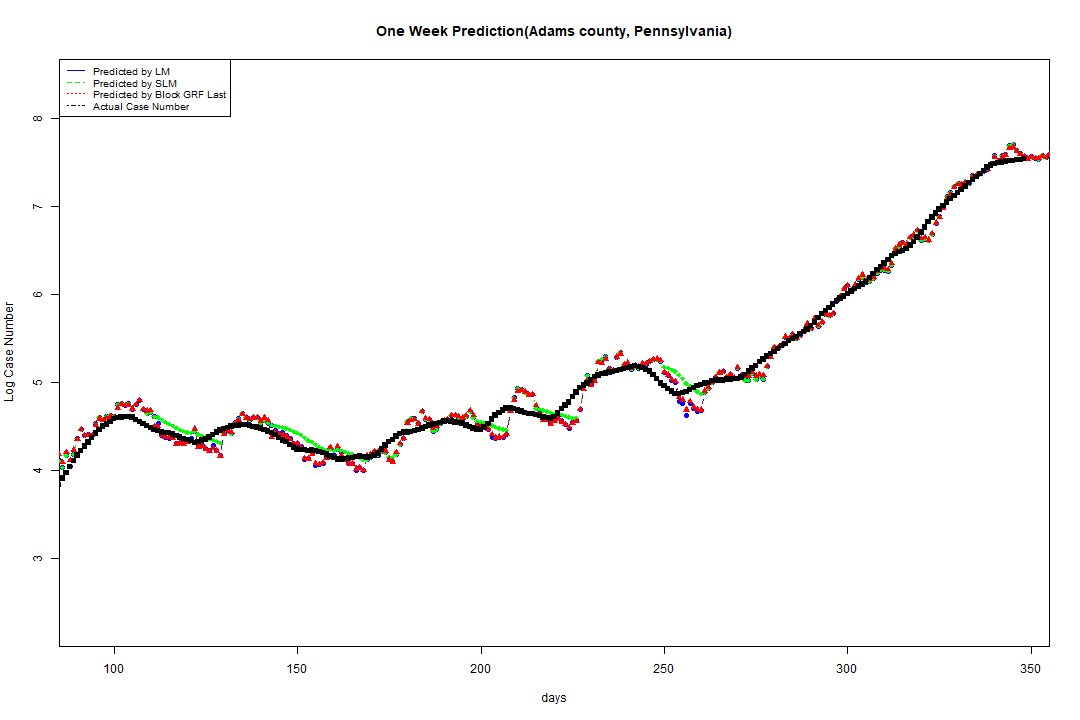 One Week Prediction(Adams county, Pennsylvania)
Predicted by LM
Predicted by SLM
Predicted by Block GRF Last
Actual Case Number
Log Case Number
8
7
6
5
4
3
100 150 200 250 300 350
days